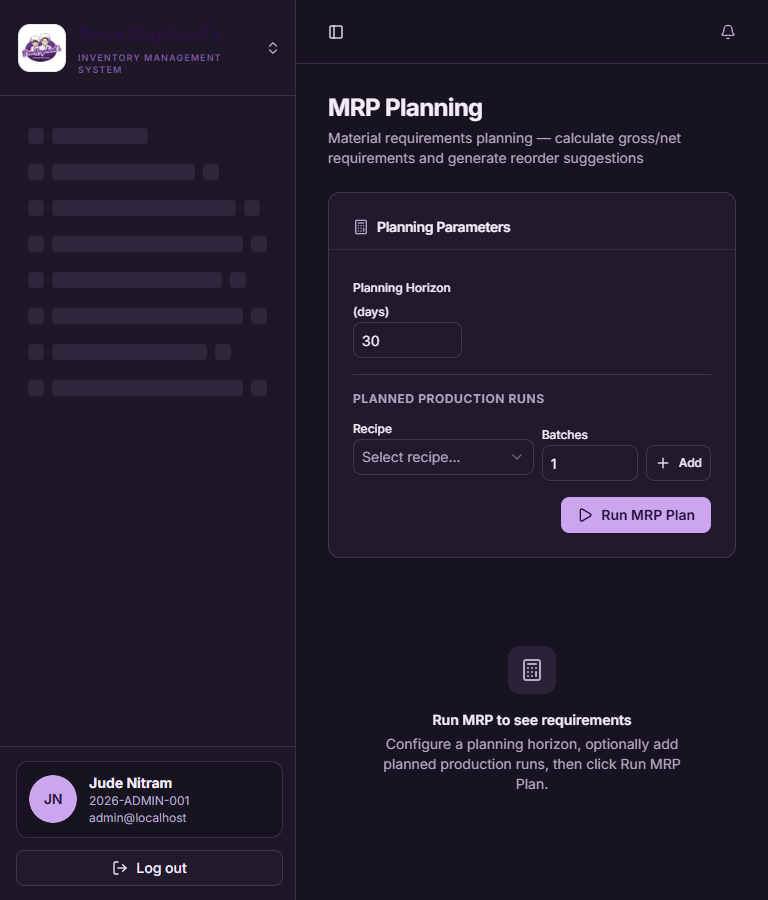 INVENTORY MANAGEMENT
SYSTEM
MRP Planning
Material requirements planning — calculate gross/net
requirements and generate reorder suggestions
Planning Parameters
Planning Horizon
(days)
30
PLANNED PRODUCTION RUNS
Recipe
Batches
Select recipe...
1
Add
Run MRP Plan
Run MRP to see requirements
Configure a planning horizon, optionally add
planned production runs, then click Run MRP
Plan.
JN
Jude Nitram
2026-ADMIN-001
admin@localhost
Log out